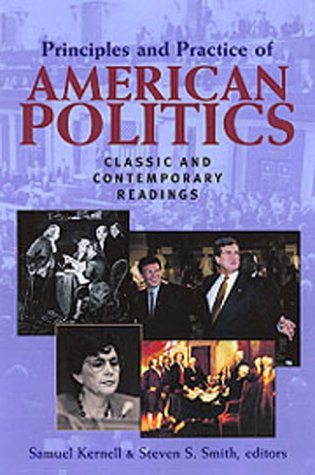 Principles and Practice of
AMERICAN
POLITICS
CLASSIC AND
CONTEMPORARY
READINGS
Samuel Kernell & Steven S. Smith, editors